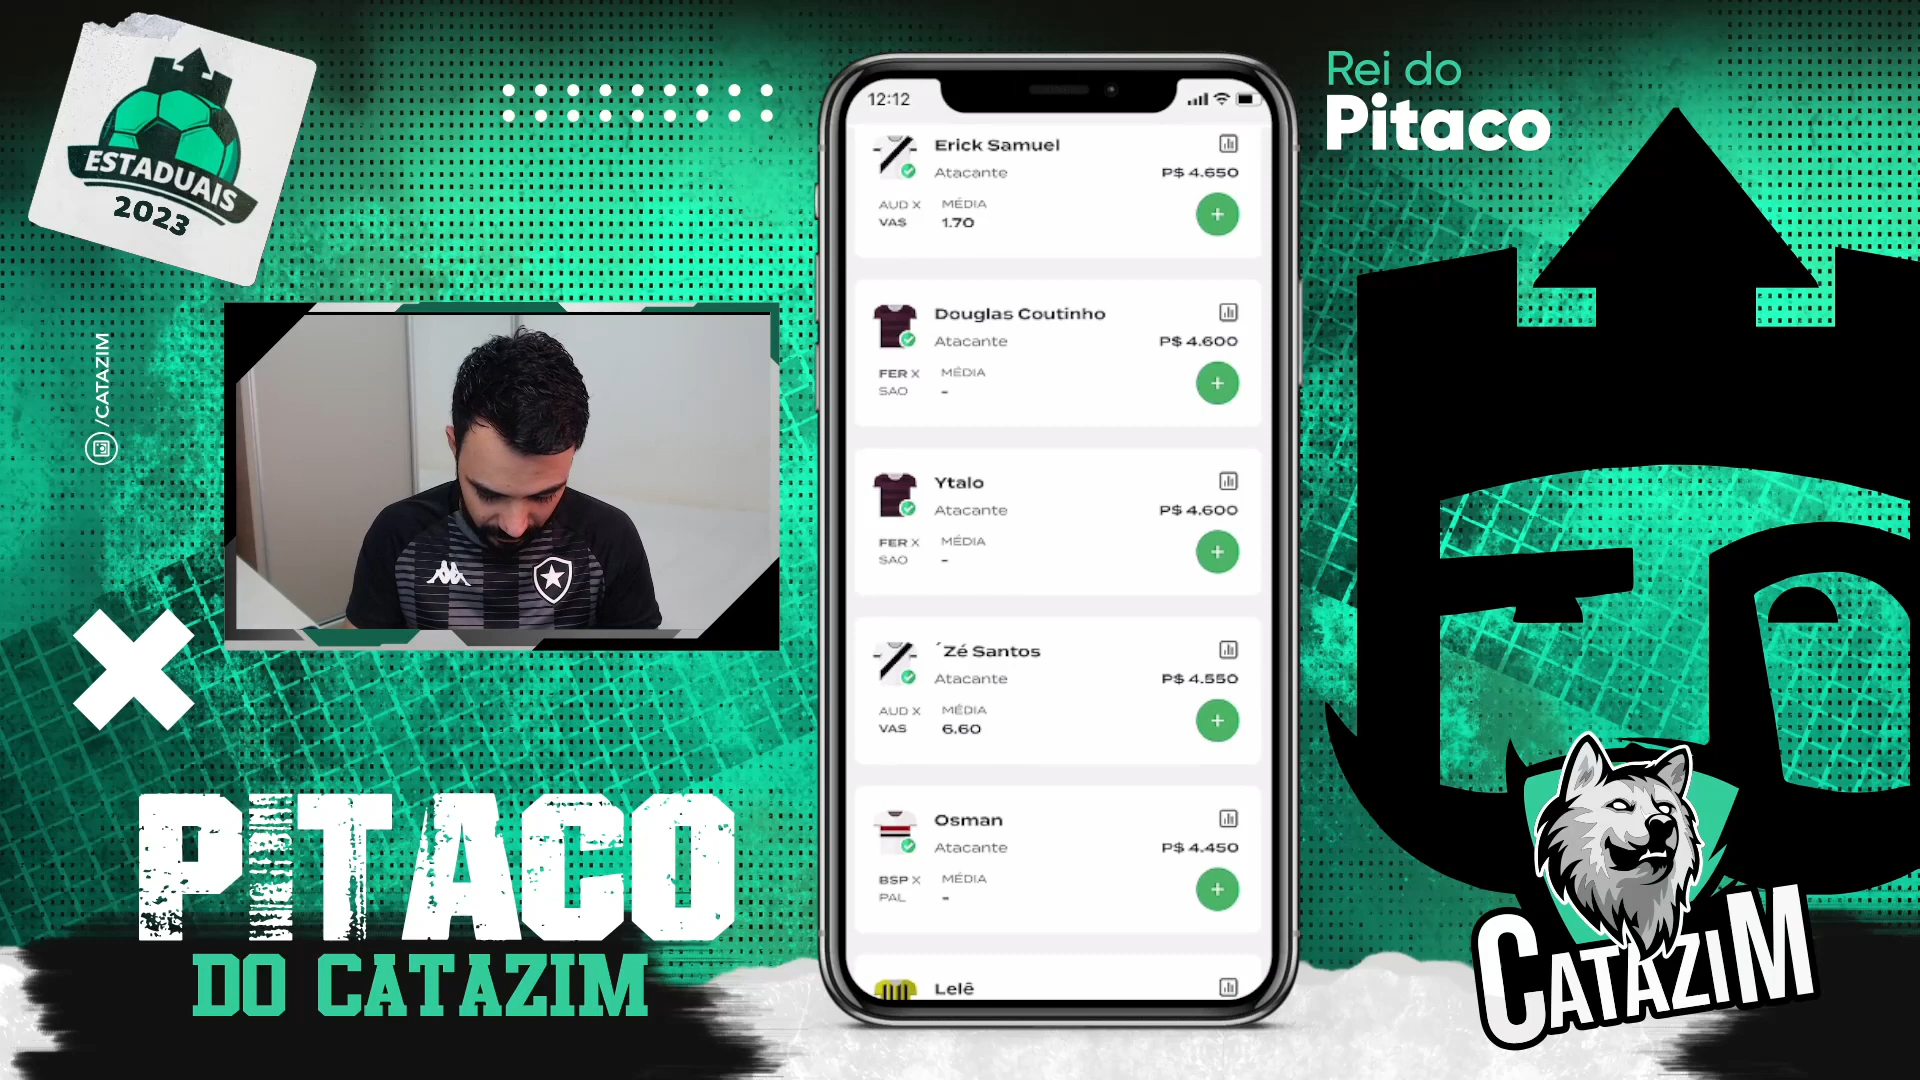 ESTADUAIS
2023
/CATAZIM
PITACO
DO CATAZIM
12:12
Erick Samuel
Atacante
P$ 4.650
AUD X
MÉDIA
VAS
1.70
Douglas Coutinho
Atacante
P$ 4.600
FER X
MÉDIA
SAO
-
Ytalo
Atacante
P$ 4.600
FER X
MÉDIA
SAO
-
´Zé Santos
Atacante
P$ 4.550
AUD X
MÉDIA
VAS
6.60
Osman
Atacante
P$ 4.450
BSP X
MÉDIA
PAL
-
Lelê
Rei do
Pitaco
CATAZIM